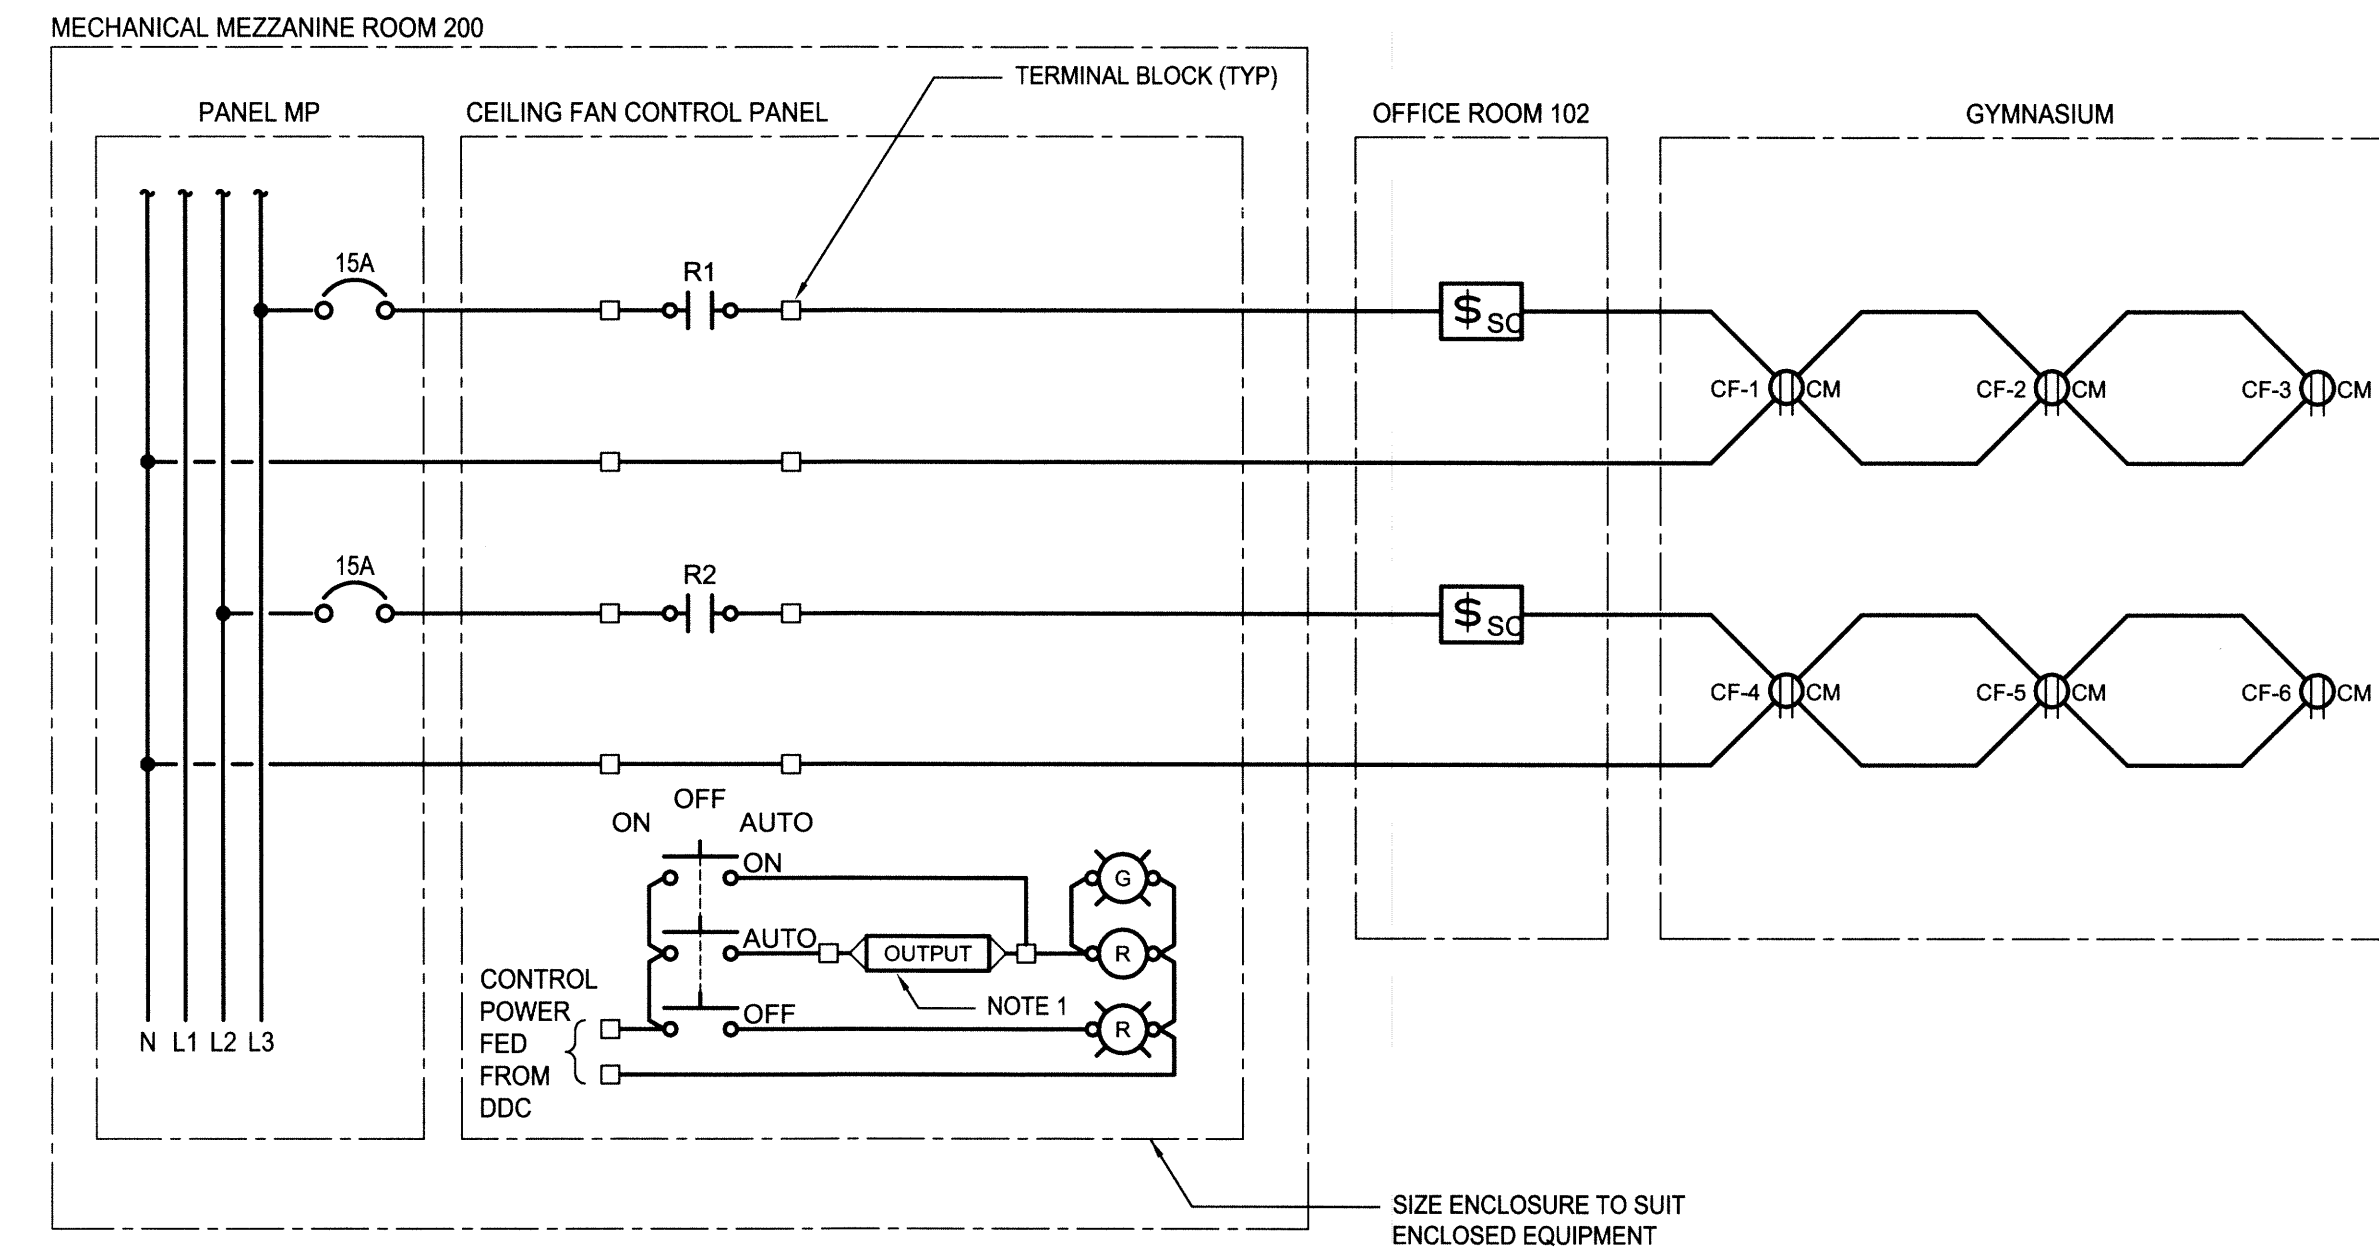 MECHANICAL MEZZANINE ROOM 200
TERMINAL BLOCK (TYP)
PANEL MP
CEILING FAN CONTROL PANEL
OFFICE ROOM 102
GYMNASIUM
15A
R1
$ SC
CF-1 CM
CF-2 CM
CF-3 CM
15A
R2
$ SC
CF-4 CM
CF-5 CM
CF-6 CM
OFF
ON AUTO
ON
G
AUTO
OUTPUT
R
NOTE 1
OFF
R
CONTROL
POWER
FED
FROM
DDC
N L1 L2 L3
SIZE ENCLOSURE TO SUIT
ENCLOSED EQUIPMENT